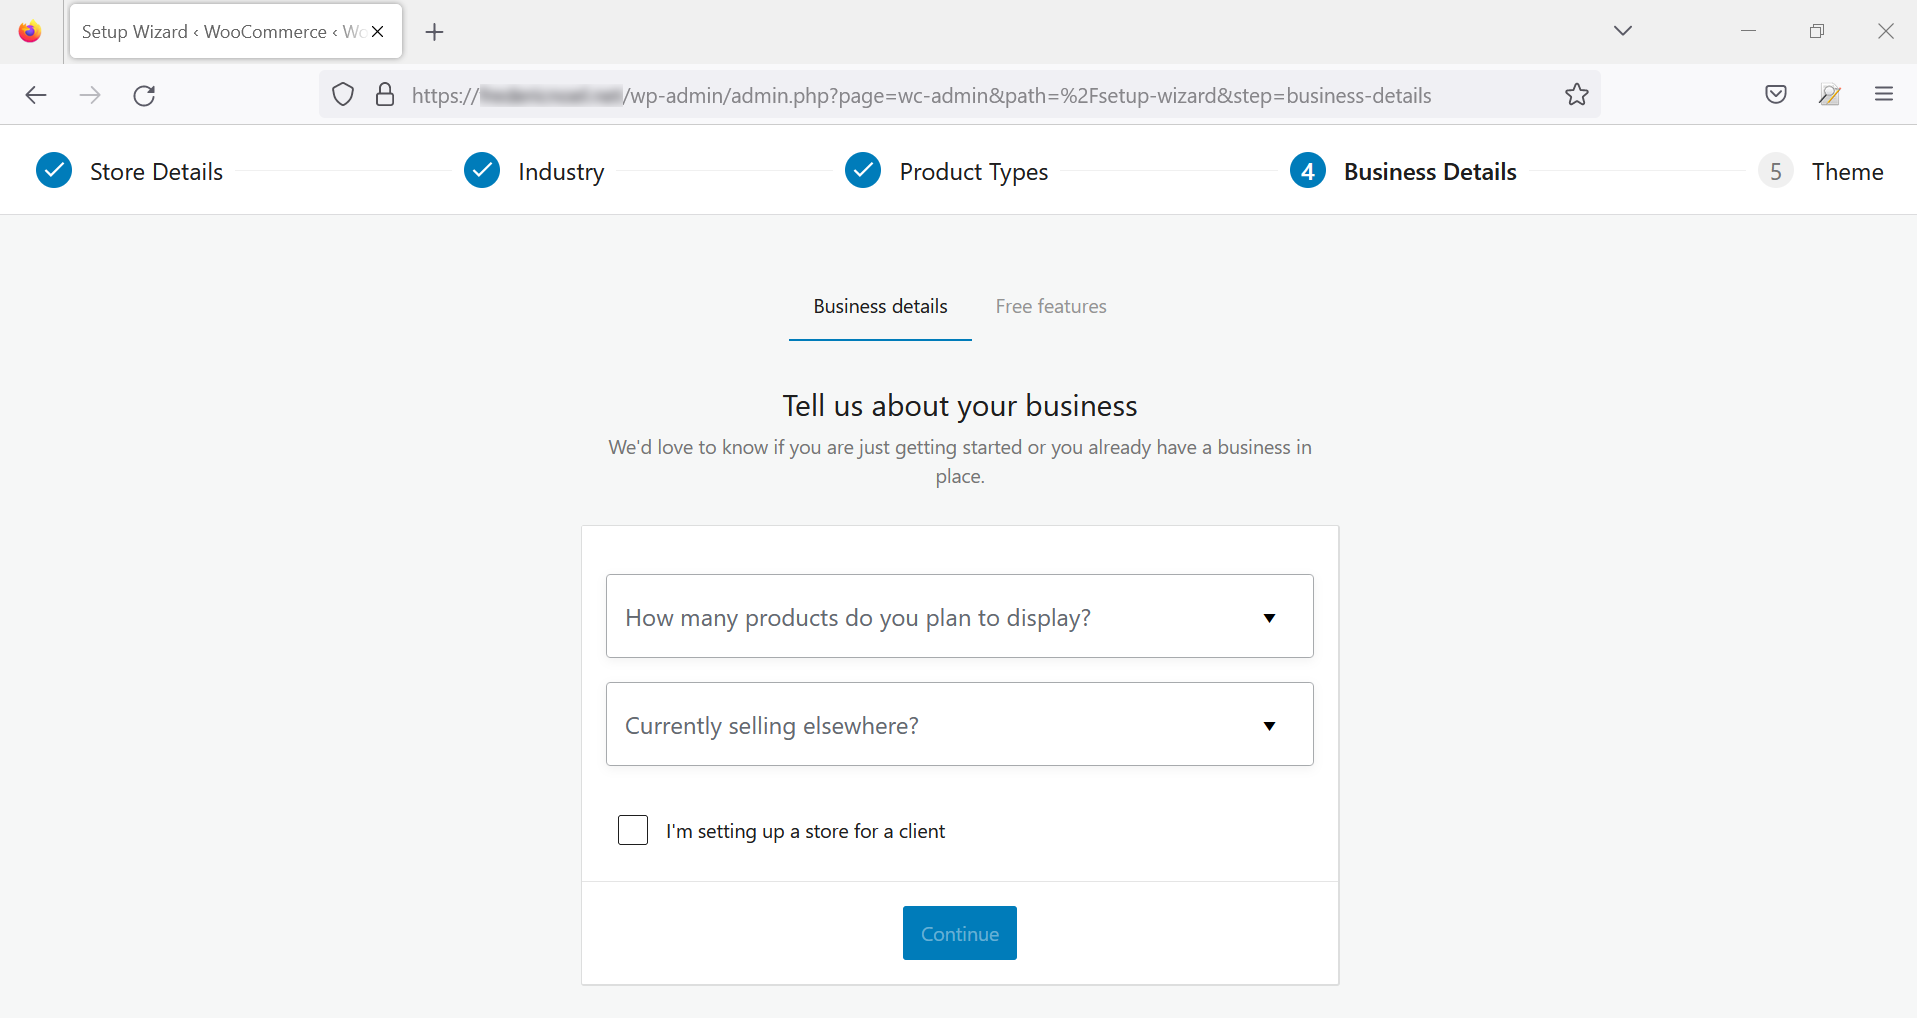 Setup Wizard ‹ WooCommerce ‹ Wo
https:// /wp-admin/admin.php?page=wc-admin&path=%2Fsetup-wizard&step=business-details
Store Details
Industry
Product Types
4 Business Details
5 Theme
Business details
Free features
Tell us about your business
We'd love to know if you are just getting started or you already have a business in
place.
How many products do you plan to display?
Currently selling elsewhere?
I'm setting up a store for a client
Continue